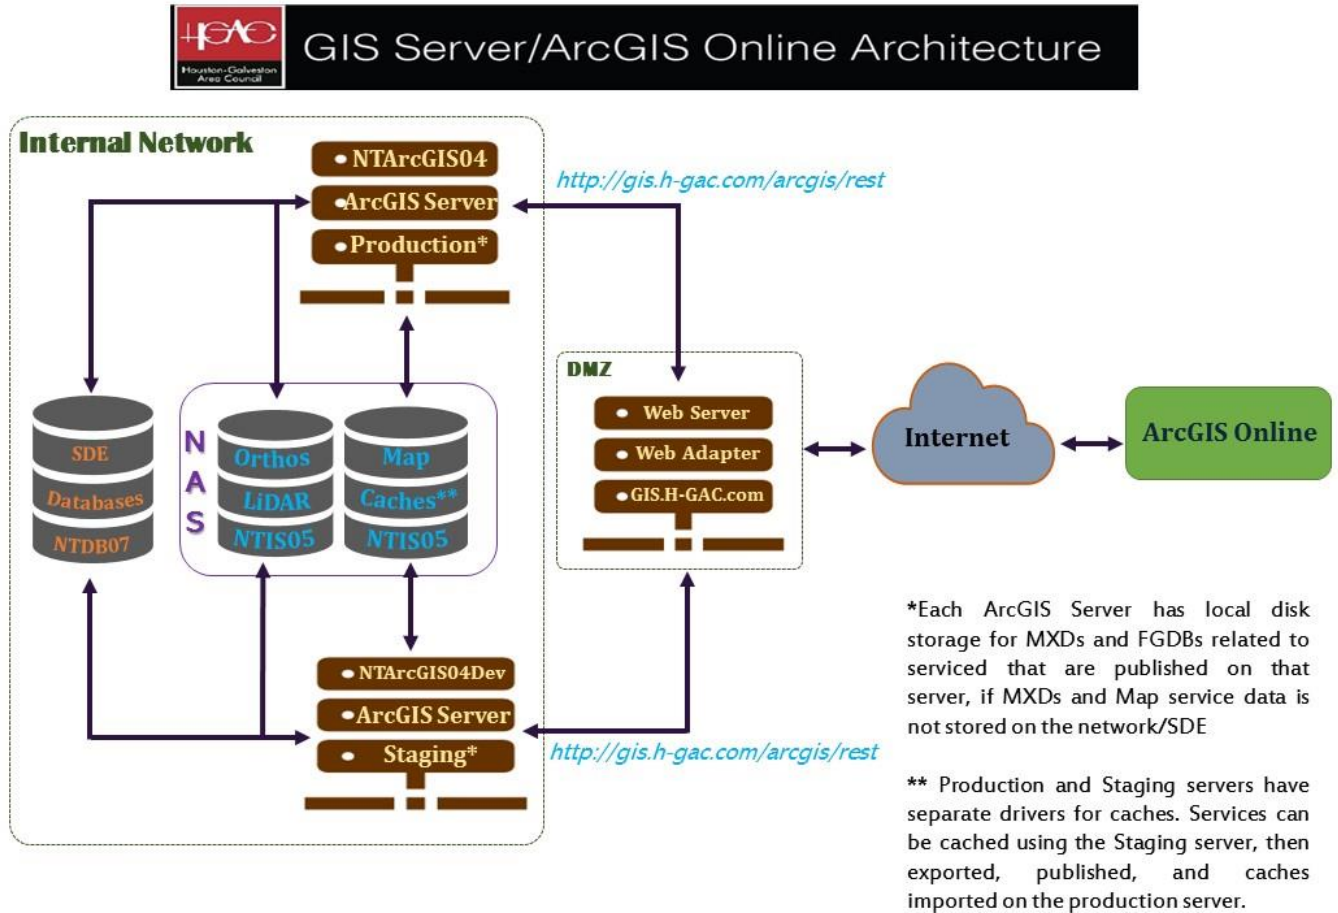 HGAC
Houston-Galveston
Area Council
GIS Server/ArcGIS Online Architecture
Internal Network
NTArcGIS04
ArcGIS Server
Production*
http://gis.h-gac.com/arcgis/rest
SDE
Databases
NTDB07
NAS
Orthos
LiDAR
NTIS05
Map
Caches**
NTIS05
DMZ
Web Server
Web Adapter
GIS.H-GAC.com
Internet
ArcGIS Online
NTArcGIS04Dev
ArcGIS Server
Staging*
http://gis.h-gac.com/arcgis/rest
*Each ArcGIS Server has local disk
storage for MXDs and FGDBs related to
serviced that are published on that
server, if MXDs and Map service data is
not stored on the network/SDE
** Production and Staging servers have
separate drivers for caches. Services can
be cached using the Staging server, then
exported, published, and caches
imported on the production server.